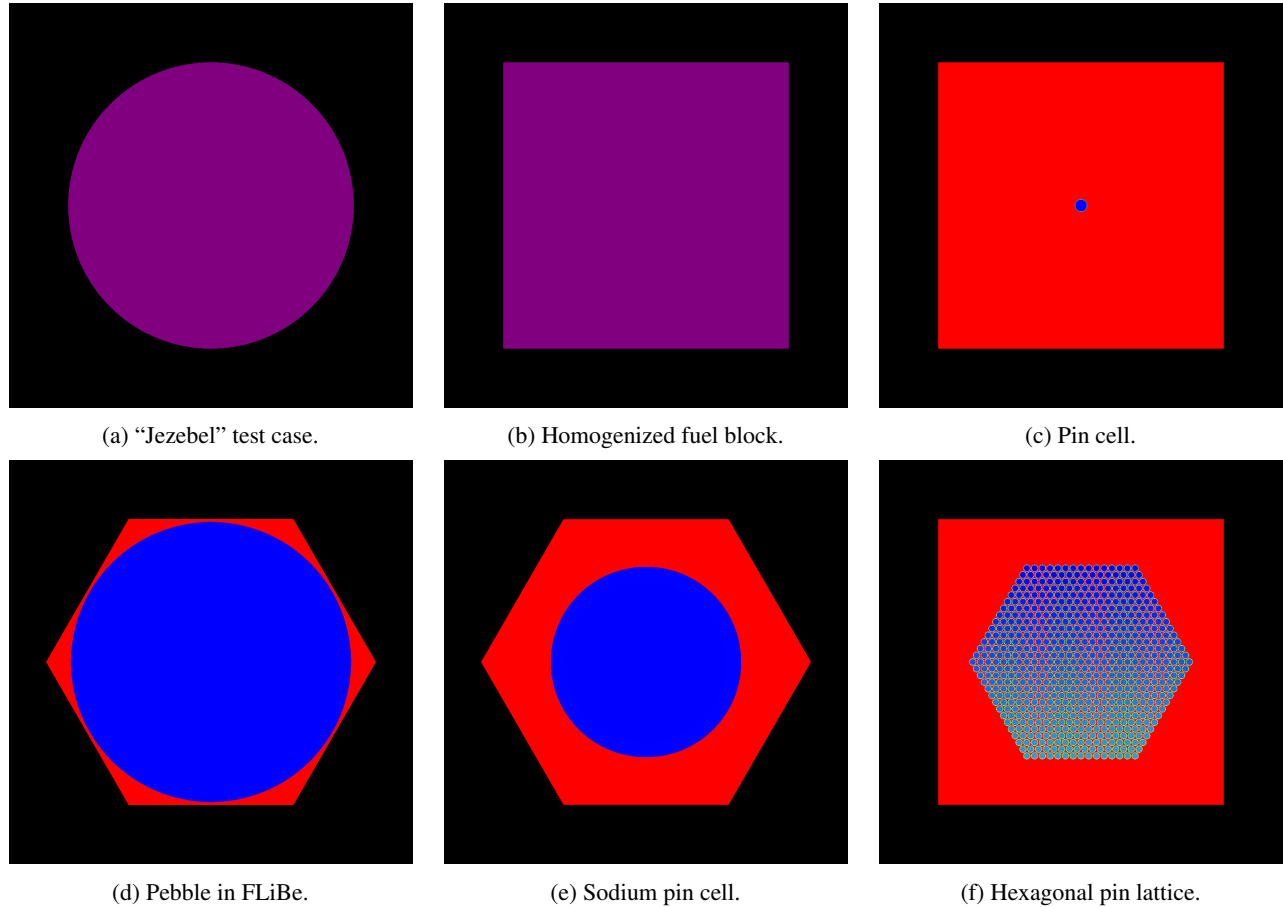 (a) “Jezebel” test case.
(b) Homogenized fuel block.
(c) Pin cell.
(d) Pebble in FLiBe.
(e) Sodium pin cell.
(f) Hexagonal pin lattice.